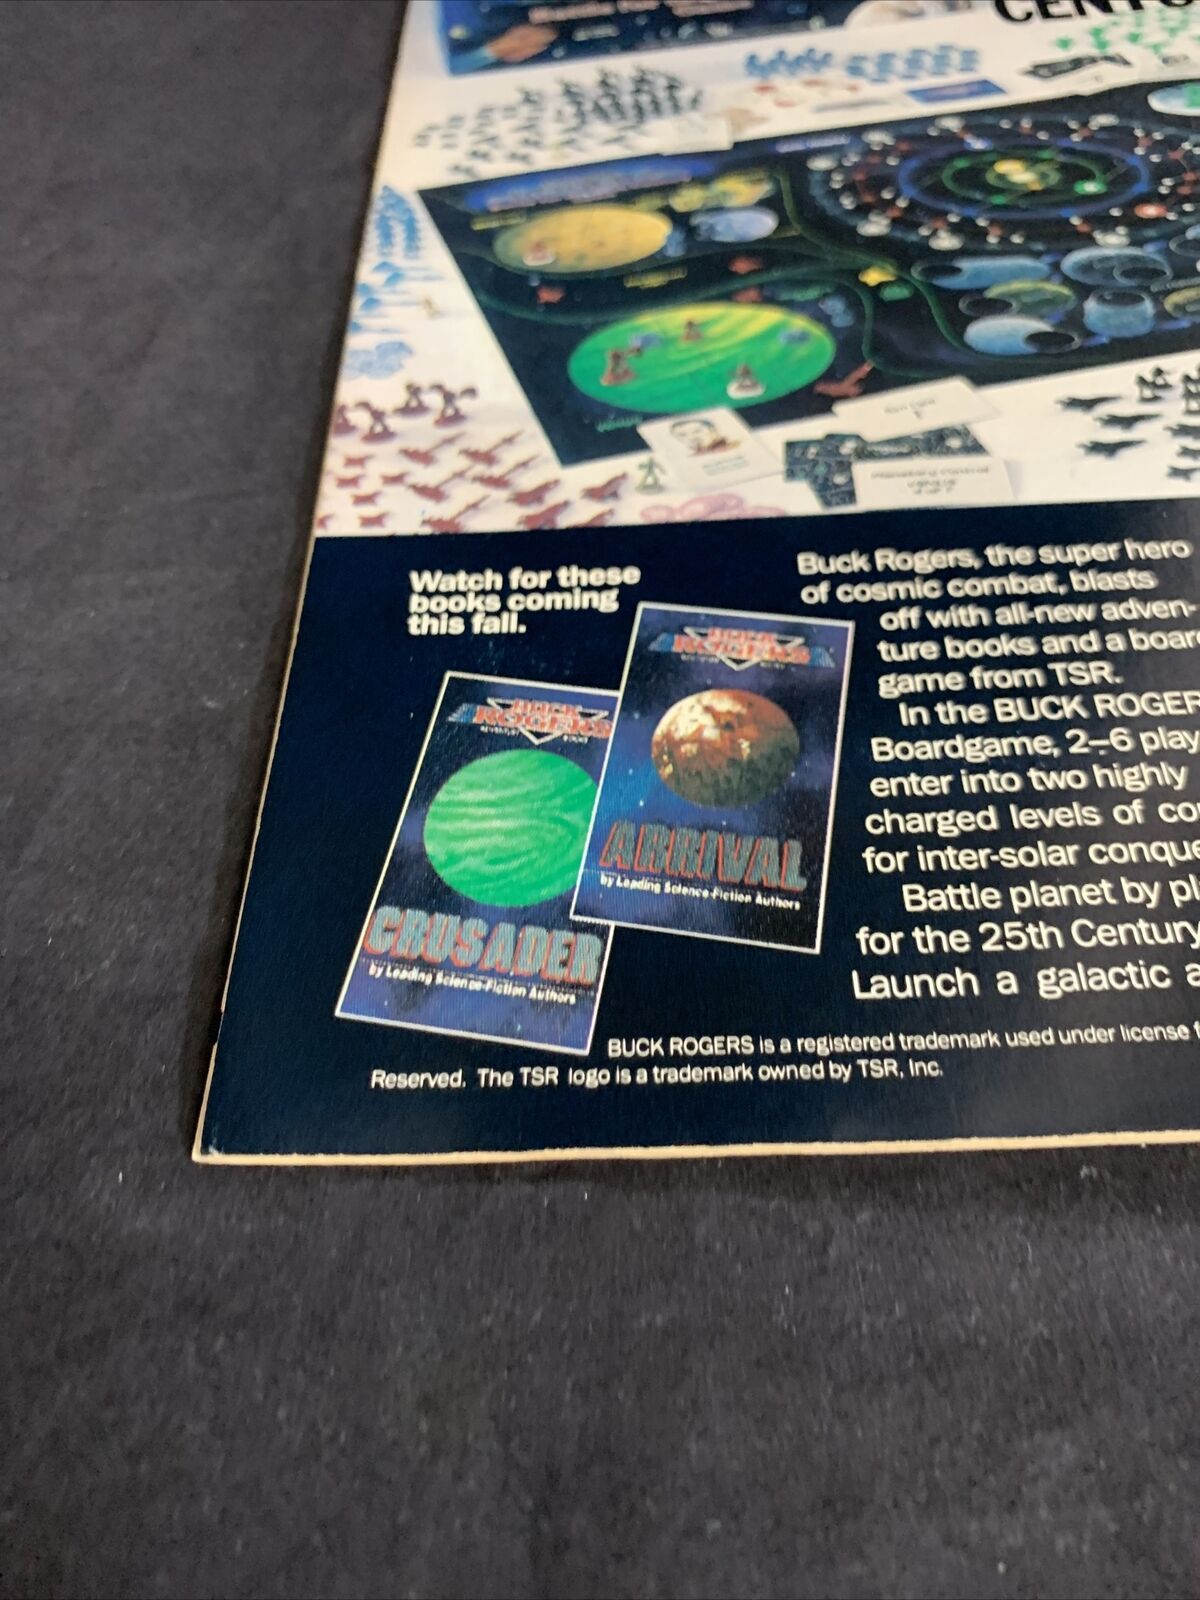 CENTU
Watch for these
books coming
this fall.
BUCK
ROGERS
ARRIVAL
by Leading Science-Fiction Authors
BUCK
ROGERS
CRUSADER
by Leading Science-Fiction Authors
Buck Rogers, the super hero
of cosmic combat, blasts
off with all-new adven-
ture books and a boar
game from TSR.
In the BUCK ROGER
Boardgame, 2–6 play
enter into two highly
charged levels of co
for inter-solar conque
Battle planet by pl
for the 25th Century
Launch a galactic a
BUCK ROGERS is a registered trademark used under license
Reserved. The TSR logo is a trademark owned by TSR, Inc.